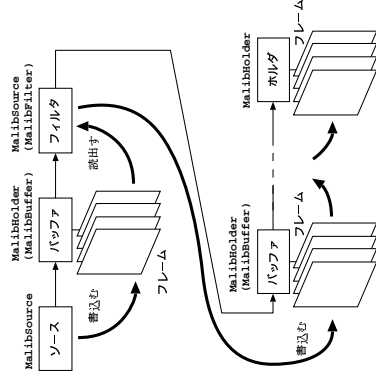 MalibSource
ソース
書込む
MalibHolder
(MalibBuffer)
バッファ
フレーム
MalibSource
(MalibFilter)
フィルタ
読出す
MalibHolder
(MalibBuffer)
バッファ
フレーム
書込む
MalibHolder
ホルダ
フレーム